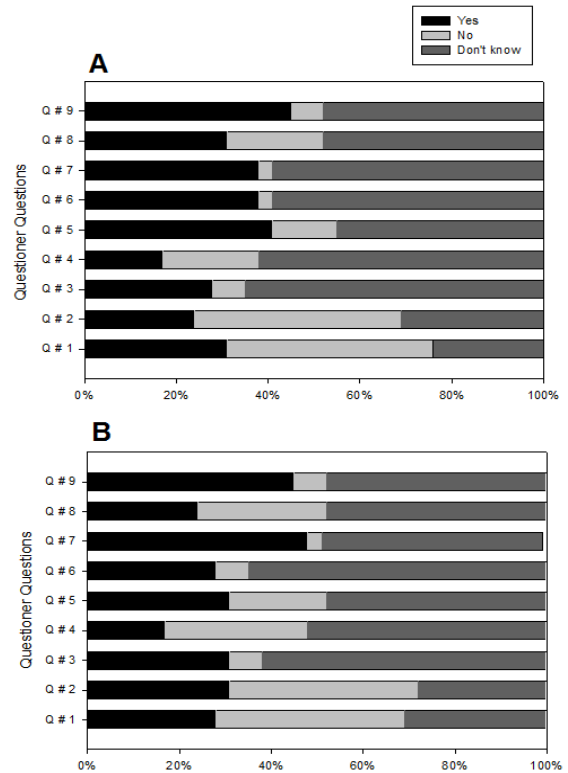 Yes
No
Don't know
A
Questioner Questions
Q # 9
Q # 8
Q # 7
Q # 6
Q # 5
Q # 4
Q # 3
Q # 2
Q # 1
0% 20% 40% 60% 80% 100%
B
Questioner Questions
Q # 9
Q # 8
Q # 7
Q # 6
Q # 5
Q # 4
Q # 3
Q # 2
Q # 1
0% 20% 40% 60% 80% 100%